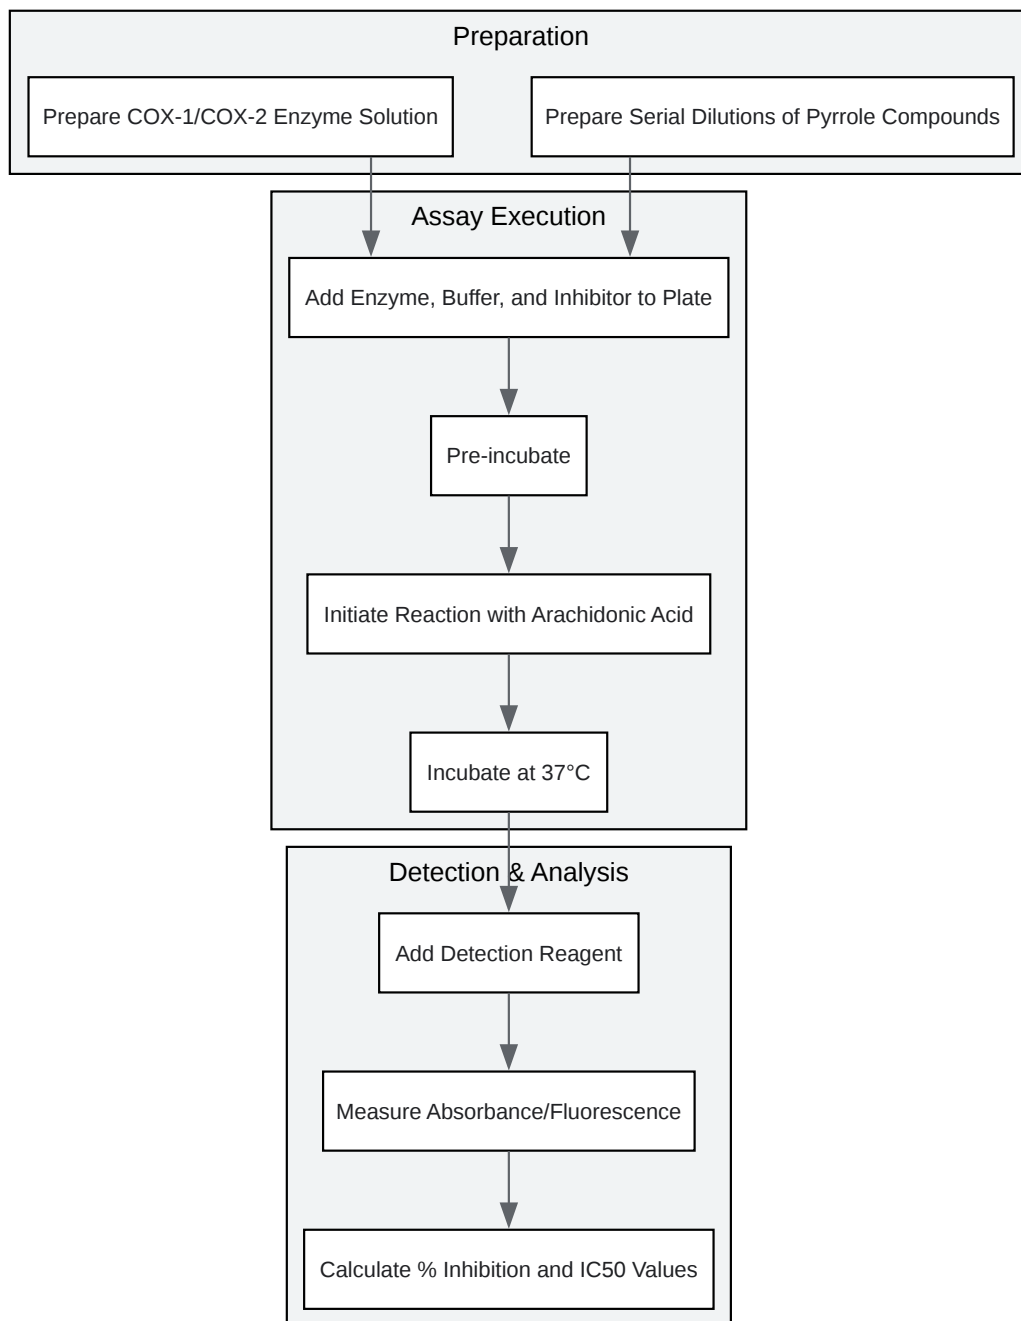 Preparation
Prepare COX-1/COX-2 Enzyme Solution
Prepare Serial Dilutions of Pyrrole Compounds
Assay Execution
Add Enzyme, Buffer, and Inhibitor to Plate
Pre-incubate
Initiate Reaction with Arachidonic Acid
Incubate at 37°C
Detection & Analysis
Add Detection Reagent
Measure Absorbance/Fluorescence
Calculate % Inhibition and IC50 Values